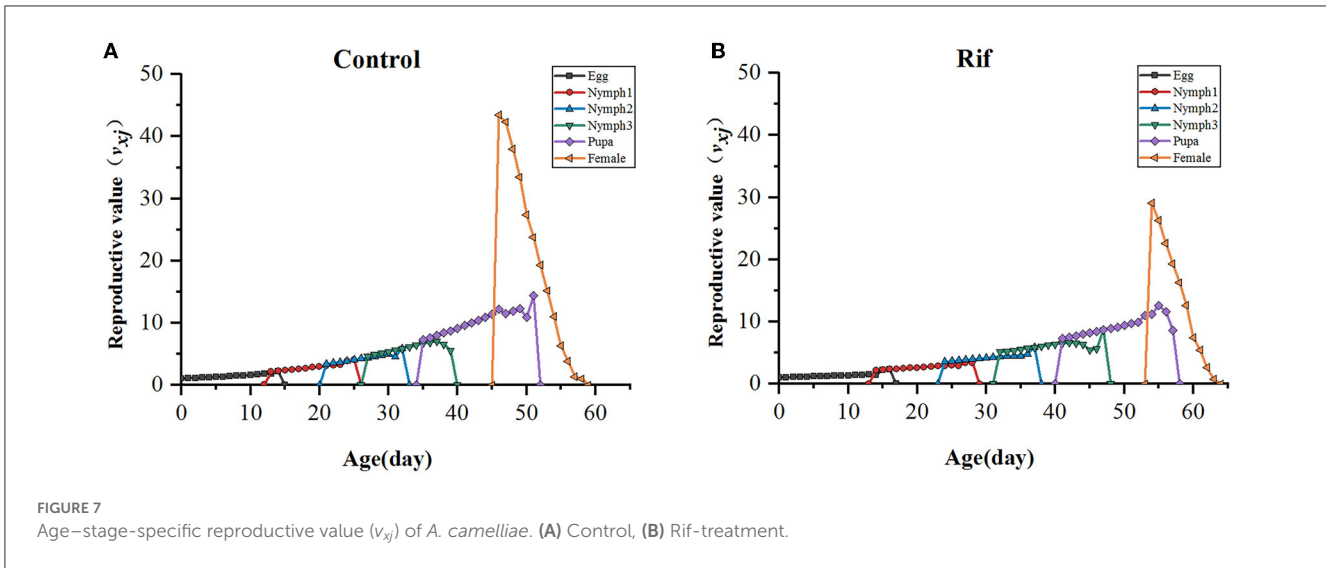 A
Control
Reproductive value (vxj)
50
40
30
20
10
0
0
10
20
30
40
50
60
Age(day)
Egg
Nymph1
Nymph2
Nymph3
Pupa
Female
B
Rif
Reproductive value (vxj)
50
40
30
20
10
0
0
10
20
30
40
50
60
Age(day)
Egg
Nymph1
Nymph2
Nymph3
Pupa
Female
FIGURE 7
Age–stage-specific reproductive value (vxj) of A. camelliae. (A) Control, (B) Rif-treatment.